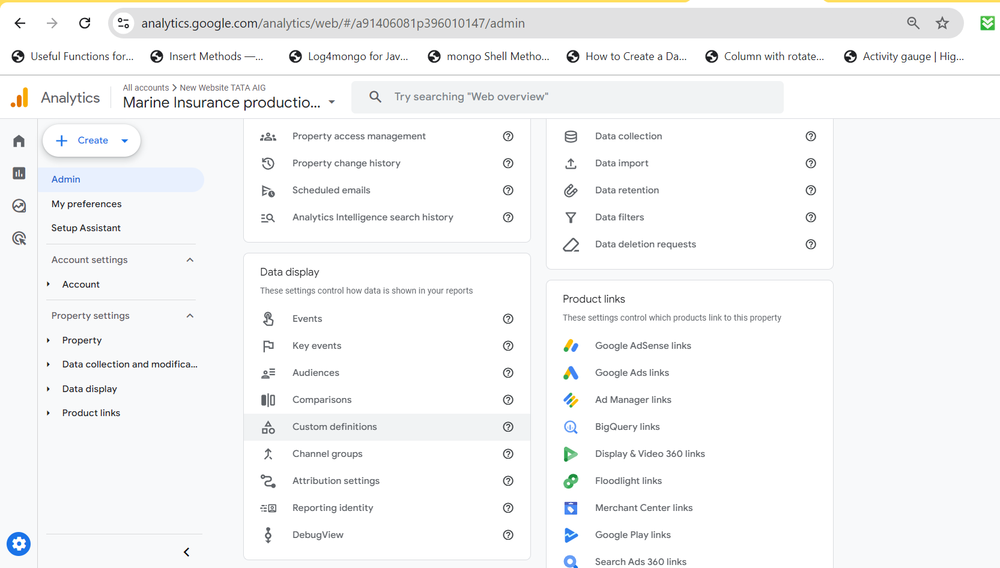 analytics.google.com/analytics/web/#/a91406081p396010147/admin
Useful Functions for...
Insert Methods —...
Log4mongo for Jav...
mongo Shell Metho...
How to Create a Da...
Column with rotate...
Activity gauge | Hig...
Analytics
All accounts > New Website TATA AIG
Marine Insurance productio...
Try searching "Web overview"
Create
Admin
My preferences
Setup Assistant
Account settings
Account
Property settings
Property
Data collection and modifica...
Data display
Product links
Property access management
Property change history
Scheduled emails
Analytics Intelligence search history
Data display
These settings control how data is shown in your reports
Events
Key events
Audiences
Comparisons
Custom definitions
Channel groups
Attribution settings
Reporting identity
DebugView
Data collection
Data import
Data retention
Data filters
Data deletion requests
Product links
These settings control which products link to this property
Google AdSense links
Google Ads links
Ad Manager links
BigQuery links
Display & Video 360 links
Floodlight links
Merchant Center links
Google Play links
Search Ads 360 links